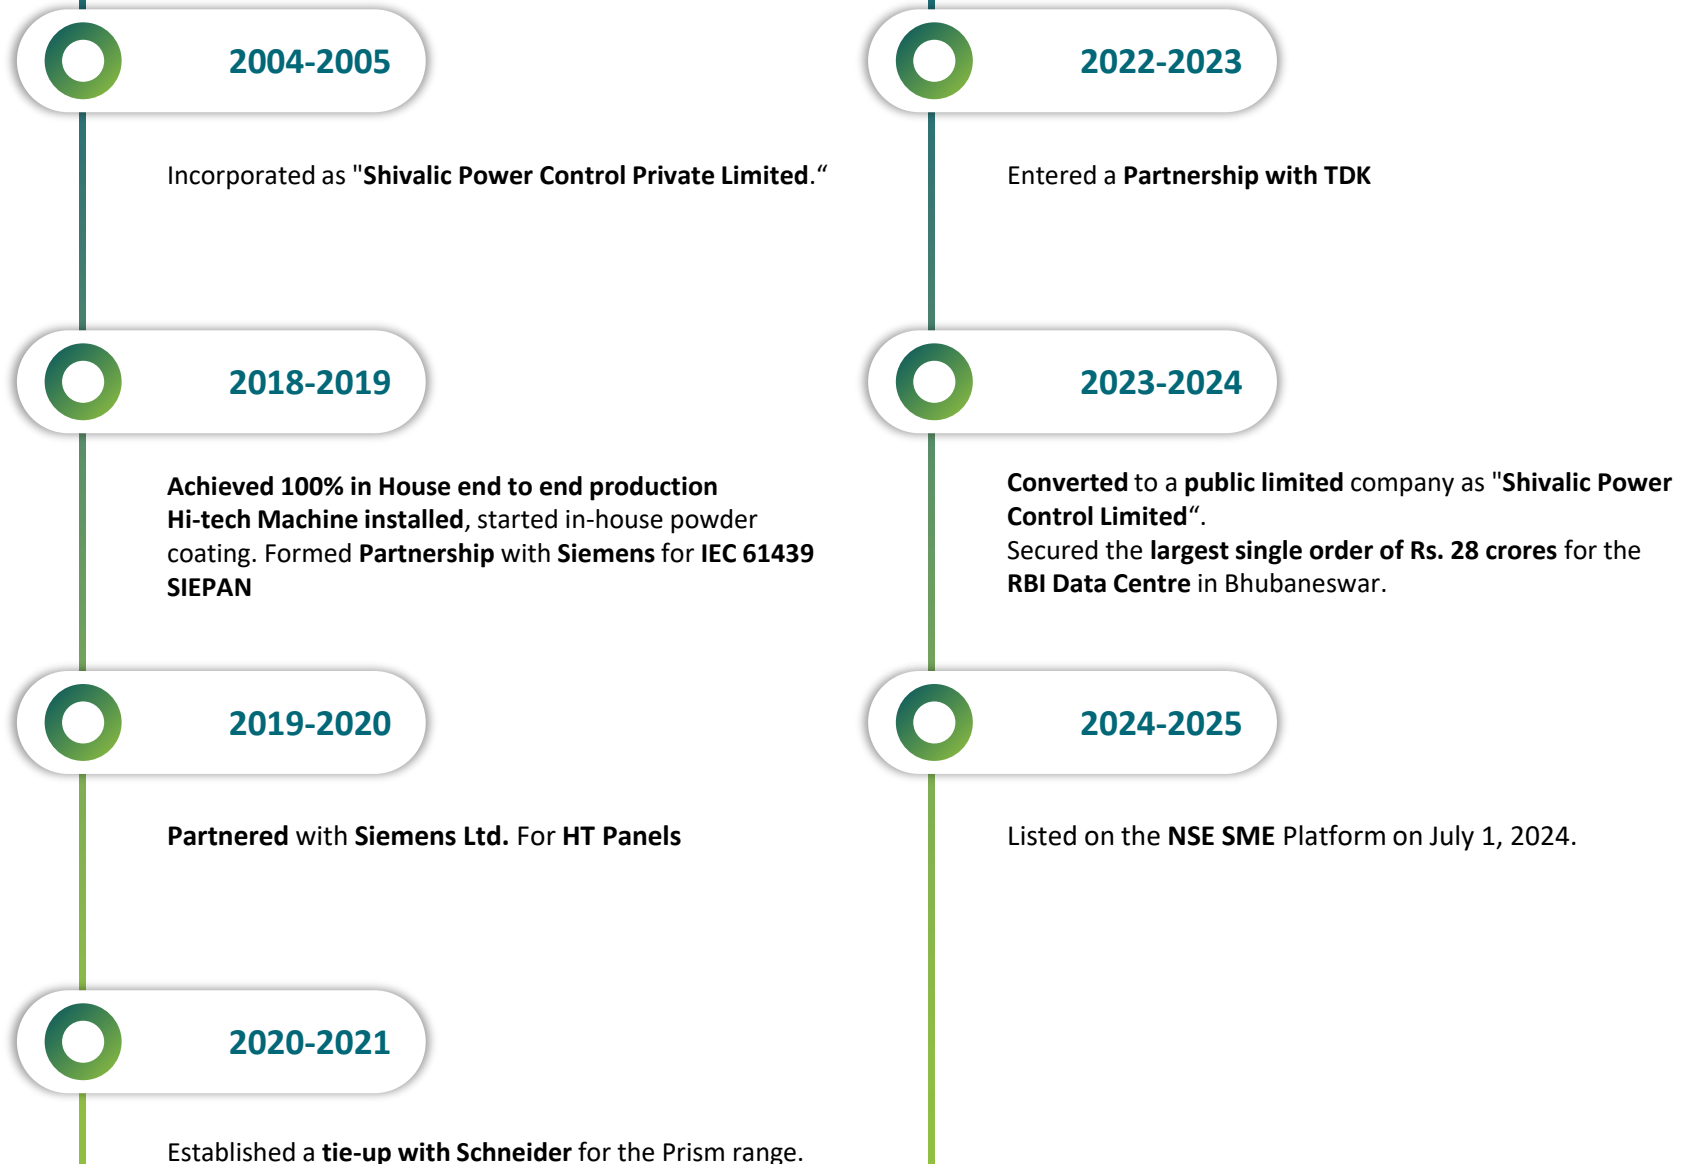 2004-2005
Incorporated as "Shivalic Power Control Private Limited.“
2018-2019
Achieved 100% in House end to end production
Hi-tech Machine installed, started in-house powder
coating. Formed Partnership with Siemens for IEC 61439
SIEPAN
2019-2020
Partnered with Siemens Ltd. For HT Panels
2020-2021
Established a tie-up with Schneider for the Prism range.
2022-2023
Entered a Partnership with TDK
2023-2024
Converted to a public limited company as "Shivalic Power
Control Limited“.
Secured the largest single order of Rs. 28 crores for the
RBI Data Centre in Bhubaneswar.
2024-2025
Listed on the NSE SME Platform on July 1, 2024.